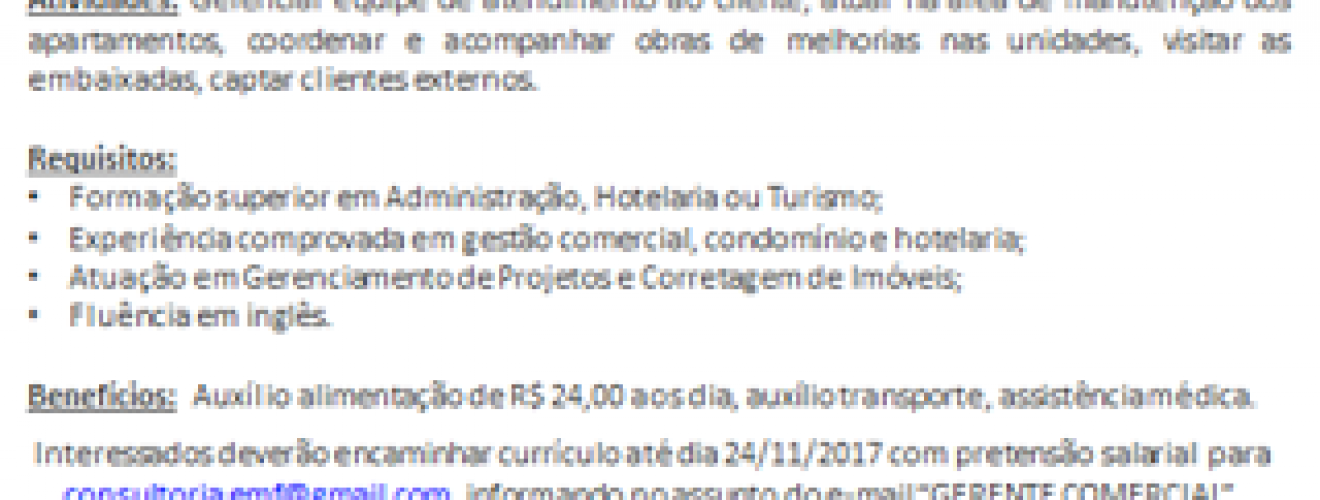 Atividades: Gerenciar equipe de atendimento ao cliente, atuar na área de manutenção dos
apartamentos, coordenar e acompanhar obras de melhorias nas unidades, visitar as
embaixadas, captar clientes externos.
Requisitos:
• Formação superior em Administração, Hotelaria ou Turismo;
• Experiência comprovada em gestão comercial, condomínio e hotelaria;
• Atuação em Gerenciamento de Projetos e Corretagem de Imóveis;
• Fluência em inglês.
Benefícios: Auxílio alimentação de R$ 24,00 aos dia, auxílio transporte, assistência médica.
Interessados deverão encaminhar currículo até dia 24/11/2017 com pretensão salarial para
consultoria.emf@gmail.com, informando no assunto do e-mail "GERENTE COMERCIAL"